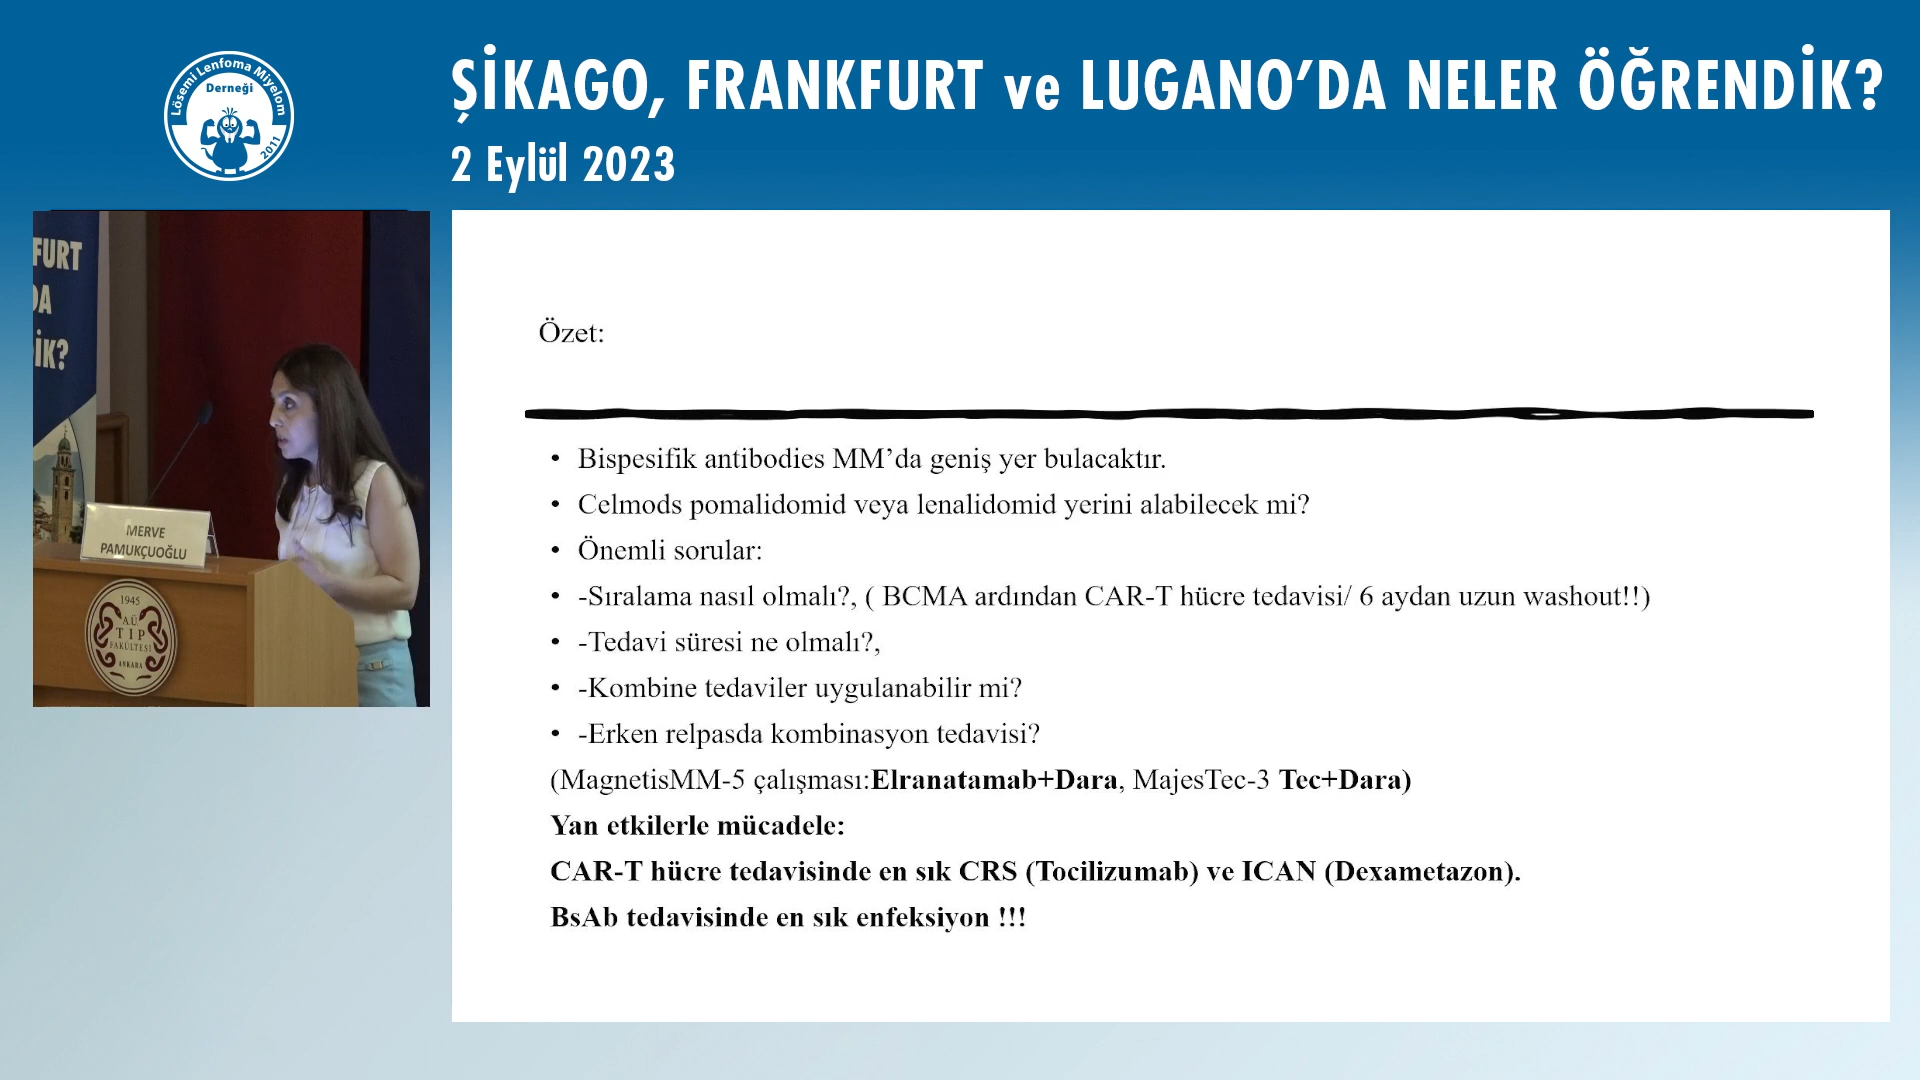 Lösemi Lenfoma Miyelom
Derneği
2011
ŞİKAGO, FRANKFURT ve LUGANO’DA NELER ÖĞRENDİK?
2 Eylül 2023
FURT
DA
İK?
MERVE
PAMUKÇUOĞLU
1945
A.Ü.
TIP
FAKÜLTESİ
ANKARA
Özet:
• Bispesifik antibodies MM’da geniş yer bulacaktır.
• Celmods pomalidomid veya lenalidomid yerini alabilecek mi?
• Önemli sorular:
• -Sıralama nasıl olmalı?, ( BCMA ardından CAR-T hücre tedavisi/ 6 aydan uzun washout!!)
• -Tedavi süresi ne olmalı?,
• -Kombine tedaviler uygulanabilir mi?
• -Erken relpasda kombinasyon tedavisi?
(MagnetisMM-5 çalışması:Elranatamab+Dara, MajesTec-3 Tec+Dara)
Yan etkilerle mücadele:
CAR-T hücre tedavisinde en sık CRS (Tocilizumab) ve ICAN (Dexametazon).
BsAb tedavisinde en sık enfeksiyon !!!